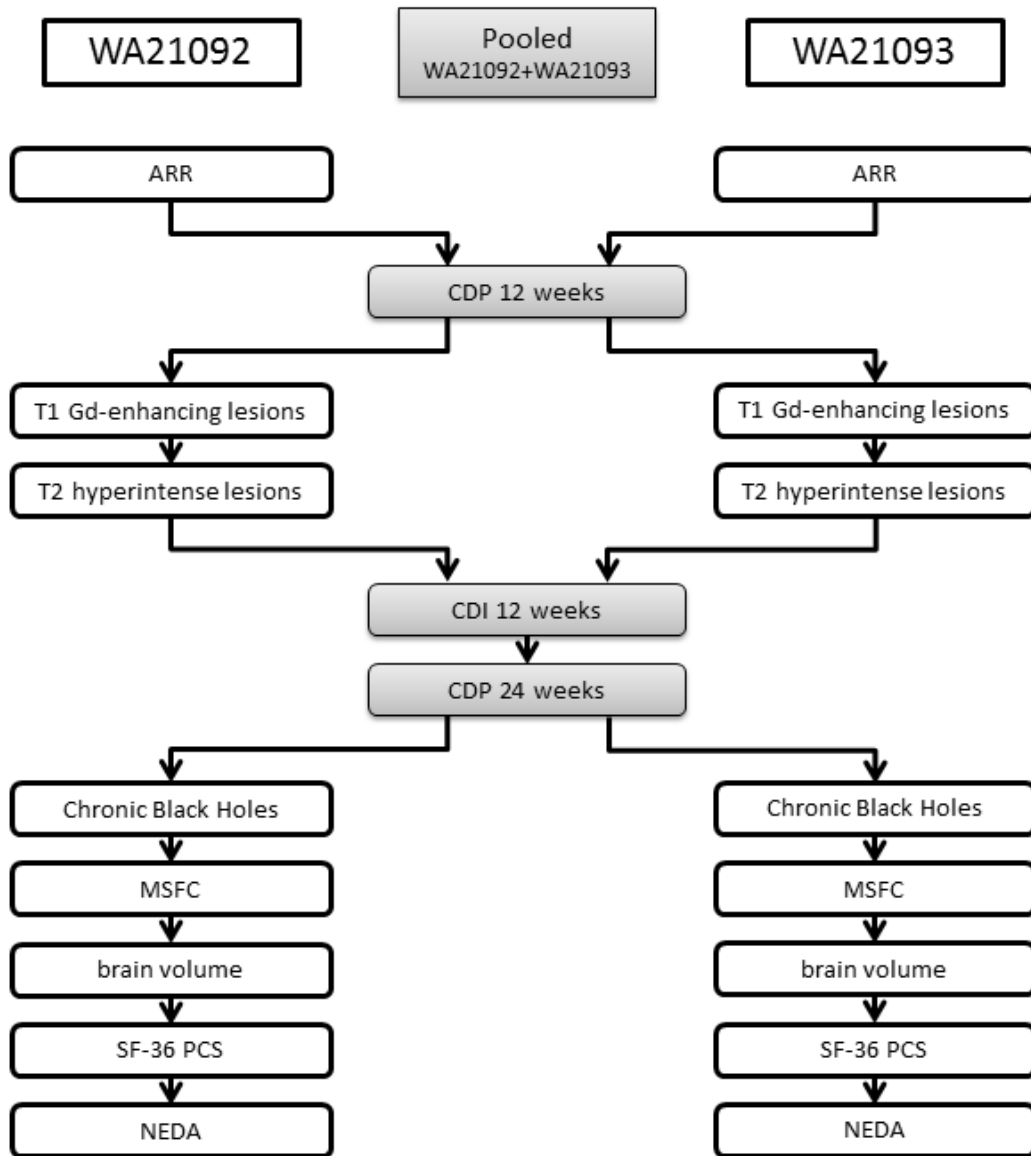 WA21092
Pooled
WA21092+WA21093
WA21093
ARR
ARR
CDP 12 weeks
T1 Gd-enhancing lesions
T1 Gd-enhancing lesions
T2 hyperintense lesions
T2 hyperintense lesions
CDI 12 weeks
CDP 24 weeks
Chronic Black Holes
Chronic Black Holes
MSFC
MSFC
brain volume
brain volume
SF-36 PCS
SF-36 PCS
NEDA
NEDA